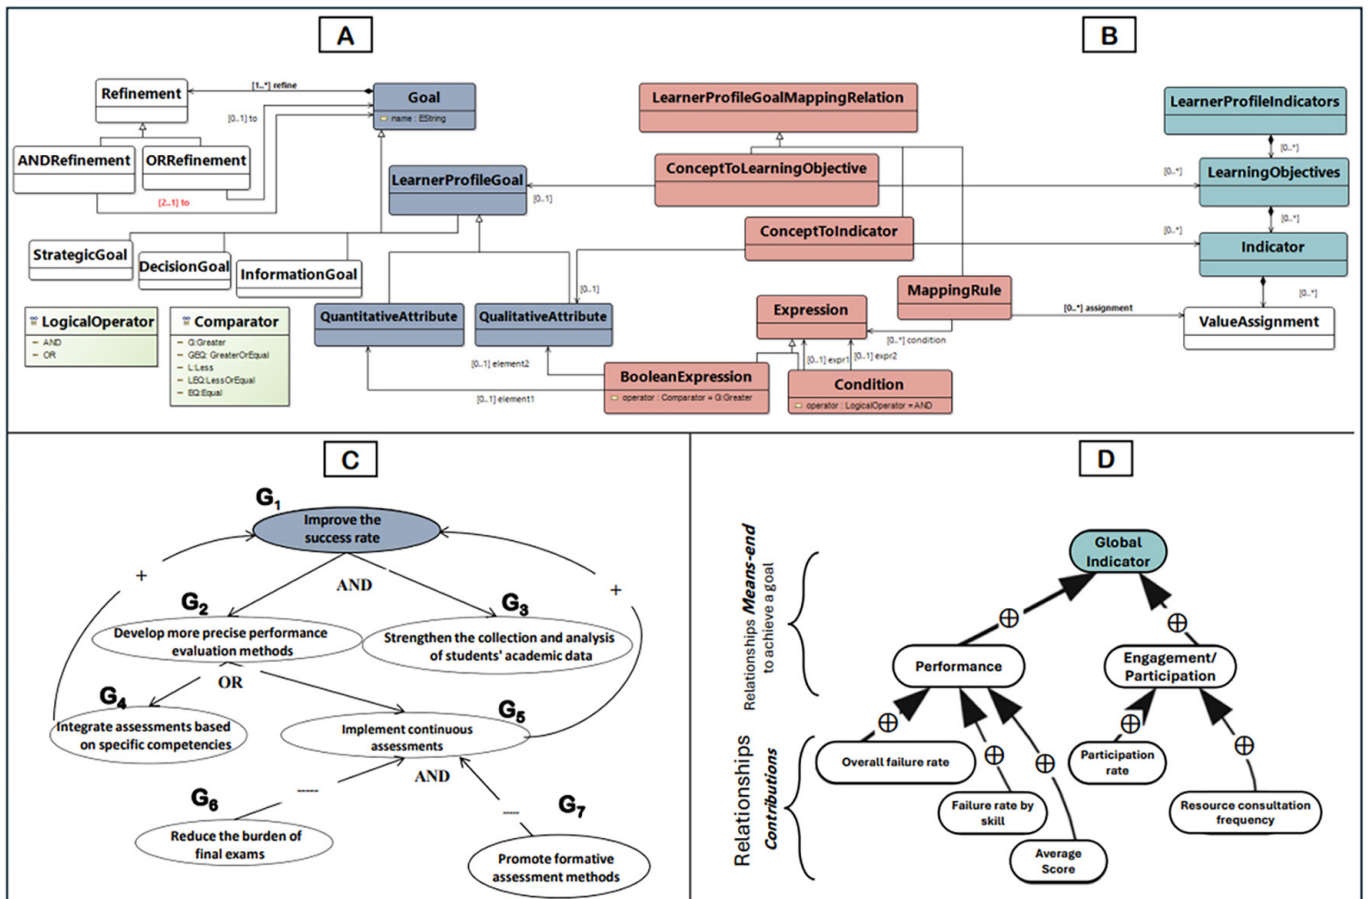 A
B
Refinement
[1..*] refine
Goal
name : EString
[0..1] to
ANDRefinement
ORRefinement
[2..1] to
LearnerProfileGoal
[0..1]
StrategicGoal
DecisionGoal
InformationGoal
LogicalOperator
AND
OR
Comparator
G:Greater
GEQ: GreaterOrEqual
L:Less
LEQ:LessOrEqual
EQ:Equal
QuantitativeAttribute
QualitativeAttribute
[0..1]
[0..1] element2
[0..1] element1
LearnerProfileGoalMappingRelation
ConceptToLearningObjective
ConceptToIndicator
MappingRule
Expression
[0..*] condition
[0..1] expr1
[0..1] expr2
BooleanExpression
operator : Comparator = G:Greater
Condition
operator : LogicalOperator = AND
[0..*] assignment
LearnerProfileIndicators
[0..*]
[0..*]
LearningObjectives
[0..*]
[0..*]
Indicator
[0..*]
ValueAssignment
C
G1
Improve the
success rate
+
+
AND
G2
Develop more precise performance
evaluation methods
G3
Strengthen the collection and analysis
of students' academic data
OR
G4
Integrate assessments based
on specific competencies
G5
Implement continuous
assessments
AND
-----
G6
Reduce the burden of
final exams
----
G7
Promote formative
assessment methods
D
Relationships Means-end
to achieve a goal
Global
Indicator
Performance
Engagement/
Participation
Relationships
Contributions
Overall failure rate
Failure rate by
skill
Average
Score
Participation
rate
Resource consultation
frequency